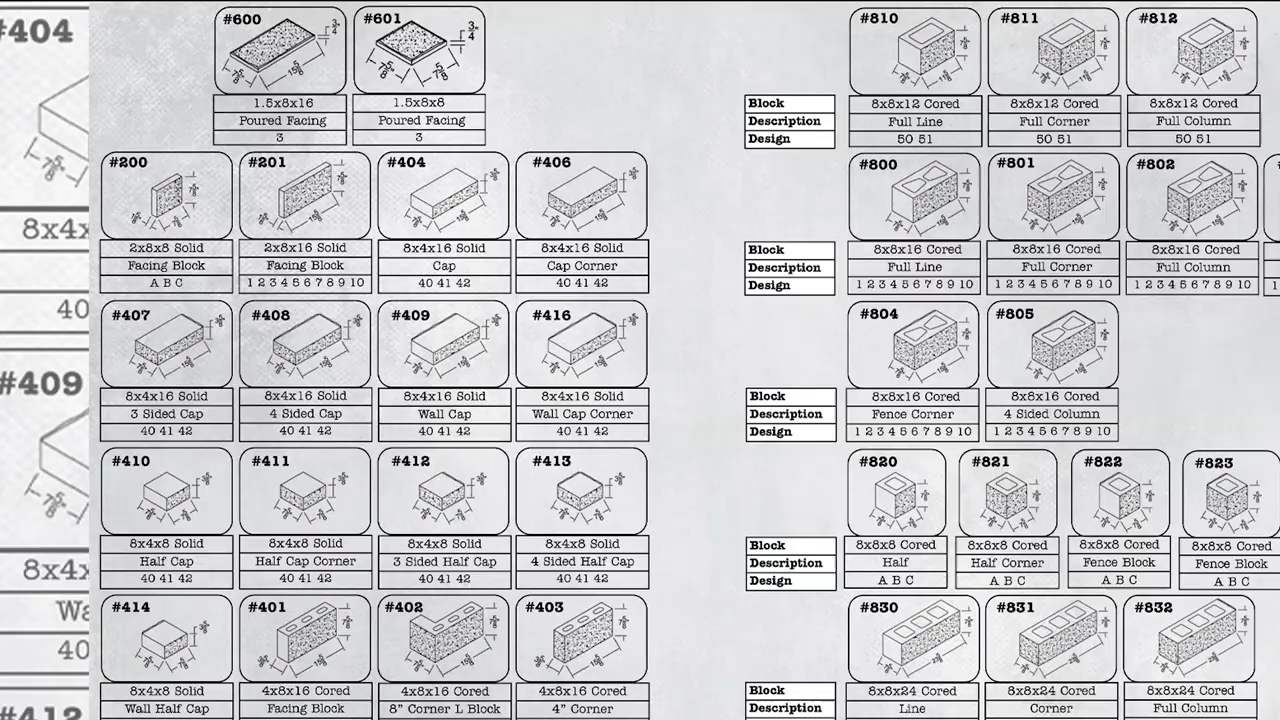 #404
8x4x
40
#409
8x4x
Wa
40
#412
#600 #601
1.5x8x16 1.5x8x8
Poured Facing Poured Facing
3 3
#200 #201 #404 #406
2x8x8 Solid 2x8x16 Solid 8x4x16 Solid 8x4x16 Solid
Facing Block Facing Block Cap Cap Corner
A B C 1 2 3 4 5 6 7 8 9 10 40 41 42 40 41 42
#407 #408 #409 #416
8x4x16 Solid 8x4x16 Solid 8x4x16 Solid 8x4x16 Solid
3 Sided Cap 4 Sided Cap Wall Cap Wall Cap Corner
40 41 42 40 41 42 40 41 42 40 41 42
#410 #411 #412 #413
8x4x8 Solid 8x4x8 Solid 8x4x8 Solid 8x4x8 Solid
Half Cap Half Cap Corner 3 Sided Half Cap 4 Sided Half Cap
40 41 42 40 41 42 40 41 42 40 41 42
#414 #401 #402 #403
8x4x8 Solid 4x8x16 Cored 4x8x16 Cored 4x8x16 Cored
Wall Half Cap Facing Block 8" Corner L Block 4" Corner
#810 #811 #812
Block 8x8x12 Cored 8x8x12 Cored 8x8x12 Cored
Description Full Line Full Corner Full Column
Design 50 51 50 51 50 51
#800 #801 #802
Block 8x8x16 Cored 8x8x16 Cored 8x8x16 Cored
Description Full Line Full Corner Full Column
Design 1 2 3 4 5 6 7 8 9 10 1 2 3 4 5 6 7 8 9 10 1 2 3 4 5 6 7 8 9 10 1
#804 #805
Block 8x8x16 Cored 8x8x16 Cored
Description Fence Corner 4 Sided Column
Design 1 2 3 4 5 6 7 8 9 10 1 2 3 4 5 6 7 8 9 10
#820 #821 #822 #823
Block 8x8x8 Cored 8x8x8 Cored 8x8x8 Cored 8x8x8 Cored
Description Half Half Corner Fence Block Fence Block
Design A B C A B C A B C A B C
#830 #831 #832
Block 8x8x24 Cored 8x8x24 Cored 8x8x24 Cored
Description Line Corner Full Column